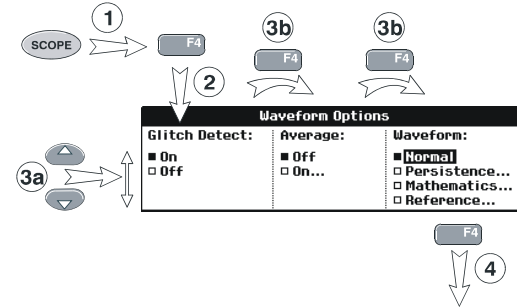 1
3b
3b
SCOPE
F4
F4
F4
2
Waveform Options
Glitch Detect:
■ On
□ Off
Average:
■ Off
□ On...
Waveform:
■ Normal
□ Persistence...
□ Mathematics...
□ Reference...
3a
F4
4